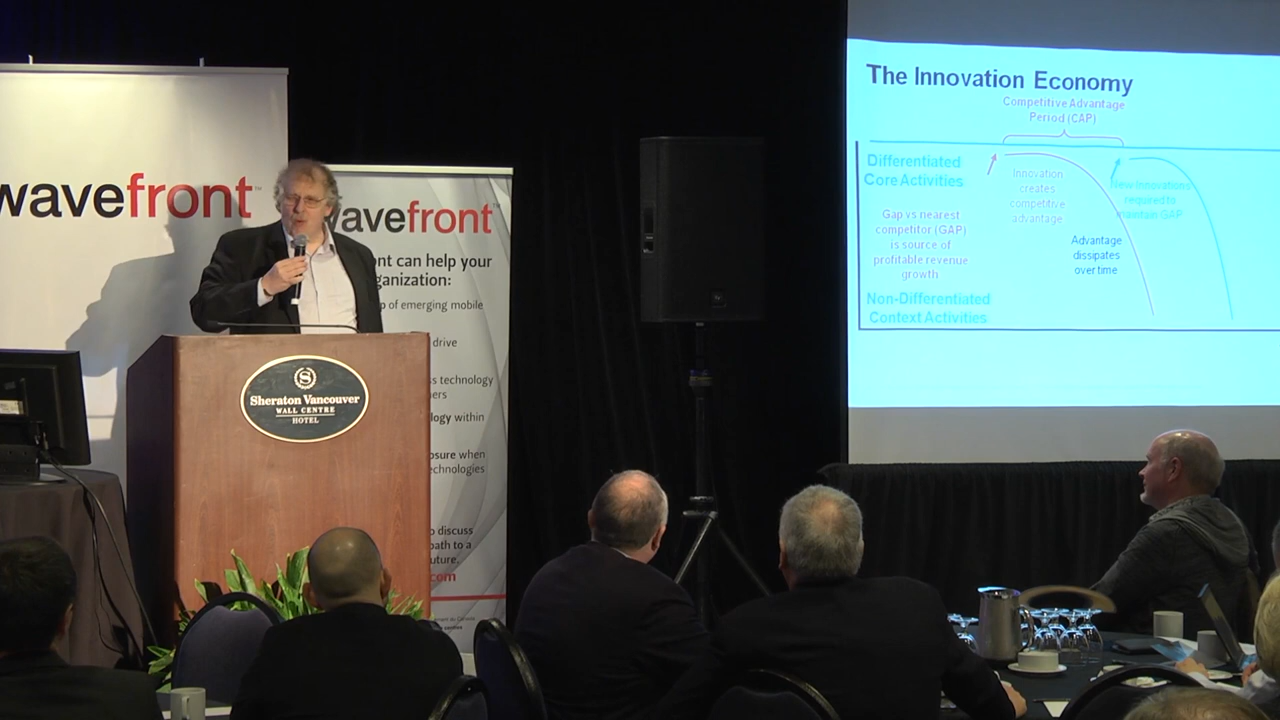 wavefront
TM
wavefront
TM
ont can help your
ganization:
p of emerging mobile
drive
s technology
ers
logy within
osure when
echnologies
o discuss
path to a
uture.
com
S
Sheraton Vancouver
WALL CENTRE
HOTEL
The Innovation Economy
Competitive Advantage
Period (CAP)
Differentiated
Core Activities
Innovation
creates
competitive
advantage
New Innovations
required to
maintain GAP
Gap vs nearest
competitor (GAP)
is source of
profitable revenue
growth
Advantage
dissipates
over time
Non-Differentiated
Context Activities